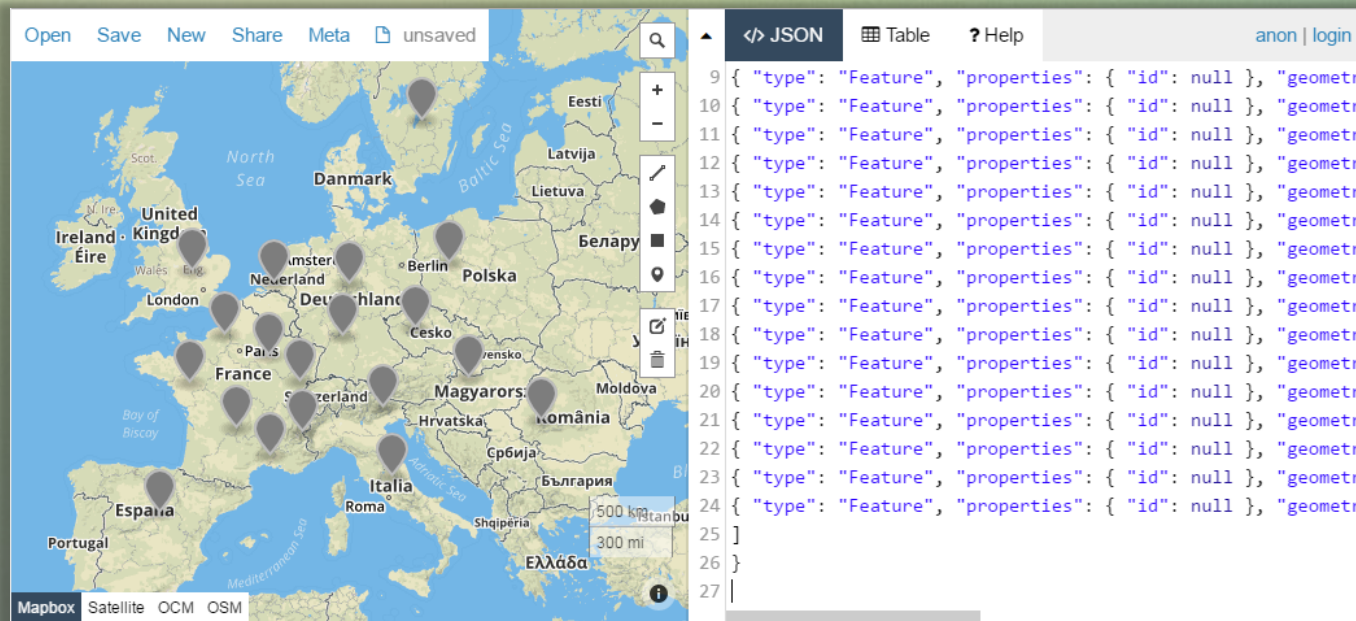 Open Save New Share Meta unsaved
</> JSON Table ? Help anon | login
Eesti
Scot.
North
Sea
Latvija
Baltic Sea
Danmark
Lietuva
N. Ire.
United
Ireland
Éire
Белару
Wales
Eng.
Berlin
Nederland
Polska
London
Česko
Paris
France
Magyarors
Moldova
Bay of
Biscay
Hrvatska
România
Србија
Adriatic Sea
Italia
България
España
Roma
500 km
Shqipëria
300 mi
Portugal
Ελλάδα
Mediterranean Sea
Mapbox Satellite OCM OSM
9 { "type": "Feature", "properties": { "id": null }, "geometr
10 { "type": "Feature", "properties": { "id": null }, "geometr
11 { "type": "Feature", "properties": { "id": null }, "geometr
12 { "type": "Feature", "properties": { "id": null }, "geometr
13 { "type": "Feature", "properties": { "id": null }, "geometr
14 { "type": "Feature", "properties": { "id": null }, "geometr
15 { "type": "Feature", "properties": { "id": null }, "geometr
16 { "type": "Feature", "properties": { "id": null }, "geometr
17 { "type": "Feature", "properties": { "id": null }, "geometr
18 { "type": "Feature", "properties": { "id": null }, "geometr
19 { "type": "Feature", "properties": { "id": null }, "geometr
20 { "type": "Feature", "properties": { "id": null }, "geometr
21 { "type": "Feature", "properties": { "id": null }, "geometr
22 { "type": "Feature", "properties": { "id": null }, "geometr
23 { "type": "Feature", "properties": { "id": null }, "geometr
24 { "type": "Feature", "properties": { "id": null }, "geometr
25 ]
26 }
27